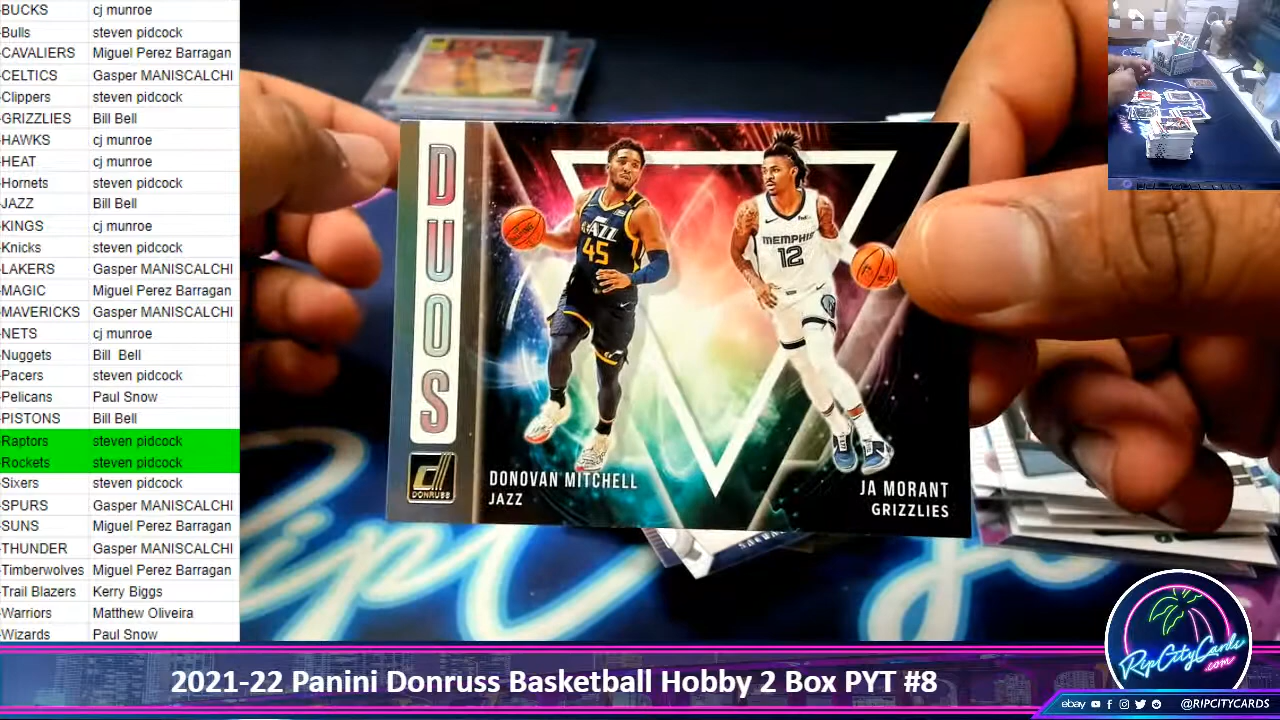 -BUCKS cj munroe
-Bulls steven pidcock
-CAVALIERS Miguel Perez Barragan
-CELTICS Gasper MANISCALCHI
-Clippers steven pidcock
-GRIZZLIES Bill Bell
-HAWKS cj munroe
-HEAT cj munroe
-Hornets steven pidcock
-JAZZ Bill Bell
-KINGS cj munroe
-Knicks steven pidcock
-LAKERS Gasper MANISCALCHI
-MAGIC Miguel Perez Barragan
-MAVERICKS Gasper MANISCALCHI
-NETS cj munroe
-Nuggets Bill Bell
-Pacers steven pidcock
-Pelicans Paul Snow
-PISTONS Bill Bell
-Raptors steven pidcock
-Rockets steven pidcock
-Sixers steven pidcock
-SPURS Gasper MANISCALCHI
-SUNS Miguel Perez Barragan
-THUNDER Gasper MANISCALCHI
-Timberwolves Miguel Perez Barragan
-Trail Blazers Kerry Biggs
-Warriors Matthew Oliveira
-Wizards Paul Snow
DUOS
DONRUSS
JAZZ
45
MEMPHIS
12
DONOVAN MITCHELL
JAZZ
JA MORANT
GRIZZLIES
2021-22 Panini Donruss Basketball Hobby 2 Box PYT #8
RipCityCards
.com
ebay
@RIPCITYCARDS